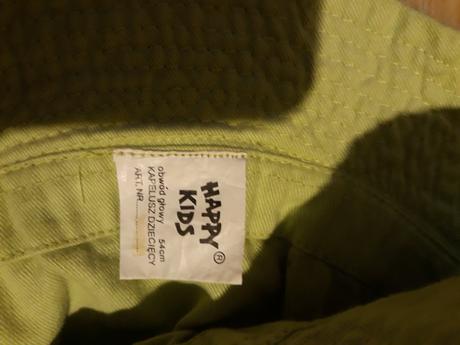 HAPPY
KIDS®
obwód głowy 54cm
KAPELUSZ DZIECIĘCY
ART. NR.